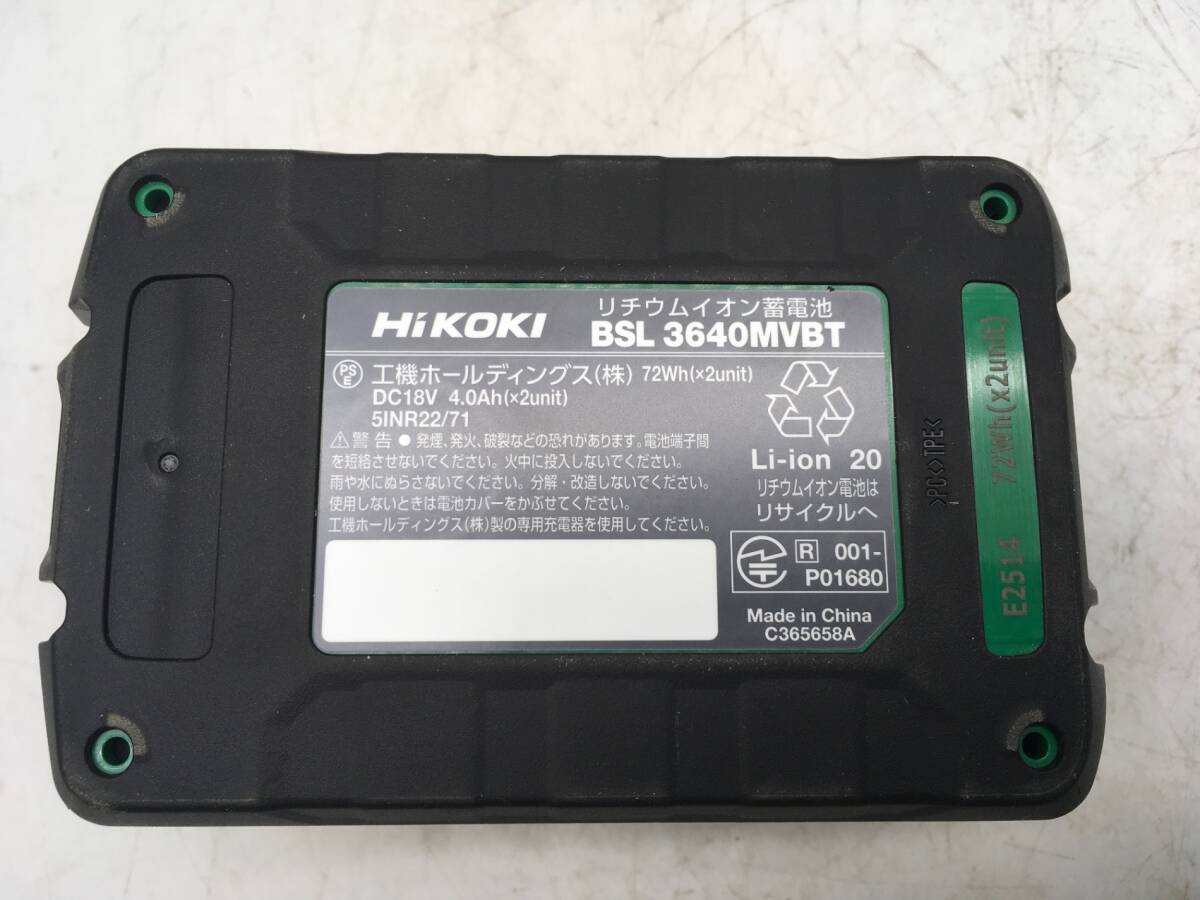 HiKOKI
リチウムイオン蓄電池
BSL 3640MVBT
PS
E
工機ホールディングス(株) 72Wh(×2unit)
DC18V 4.0Ah(×2unit)
5INR22/71
⚠警告 ● 発煙、発火、破裂などの恐れがあります。電池端子間
を短絡させないでください。火中に投入しないでください。
雨や水にぬらさないでください。分解・改造しないでください。
使用しないときは電池カバーをかぶせてください。
工機ホールディングス(株)製の専用充電器を使用してください。
Li-ion 20
リチウムイオン電池は
リサイクルへ
R 001-
P01680
Made in China
C365658A
>PC<>TPE<
E2514 72Wh(x2unit)